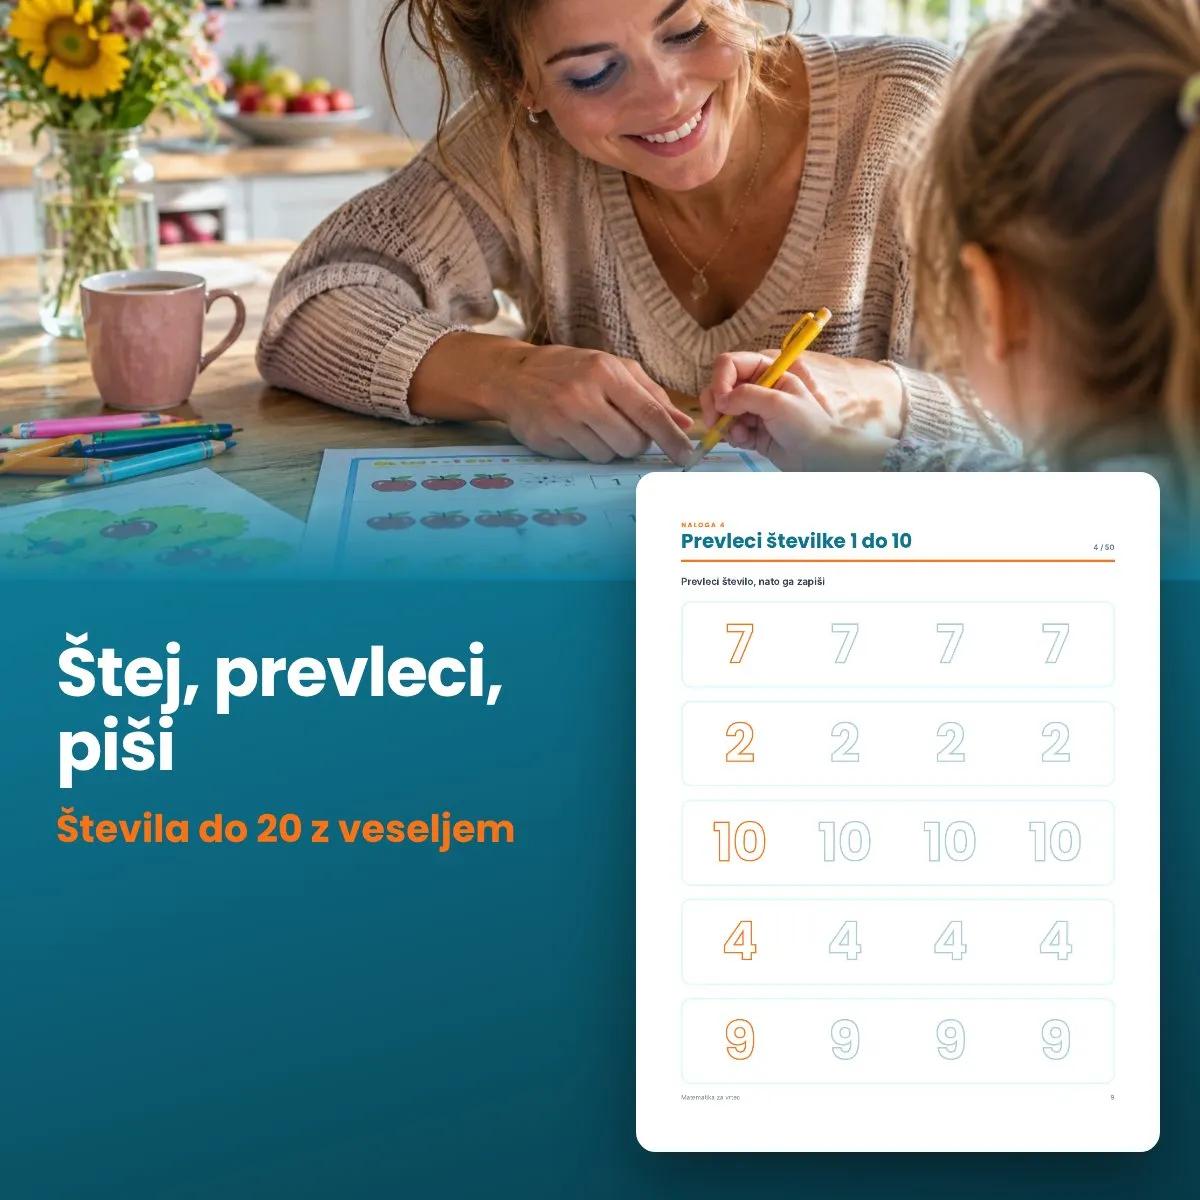 Štej, prevleci,
piši
Števila do 20 z veseljem
NALOGA 4
Prevleci številke 1 do 10
4 / 50
Prevleci število, nato ga zapiši
7 7 7 7
2 2 2 2
10 10 10 10
4 4 4 4
9 9 9 9
Matematika za vrtec
9